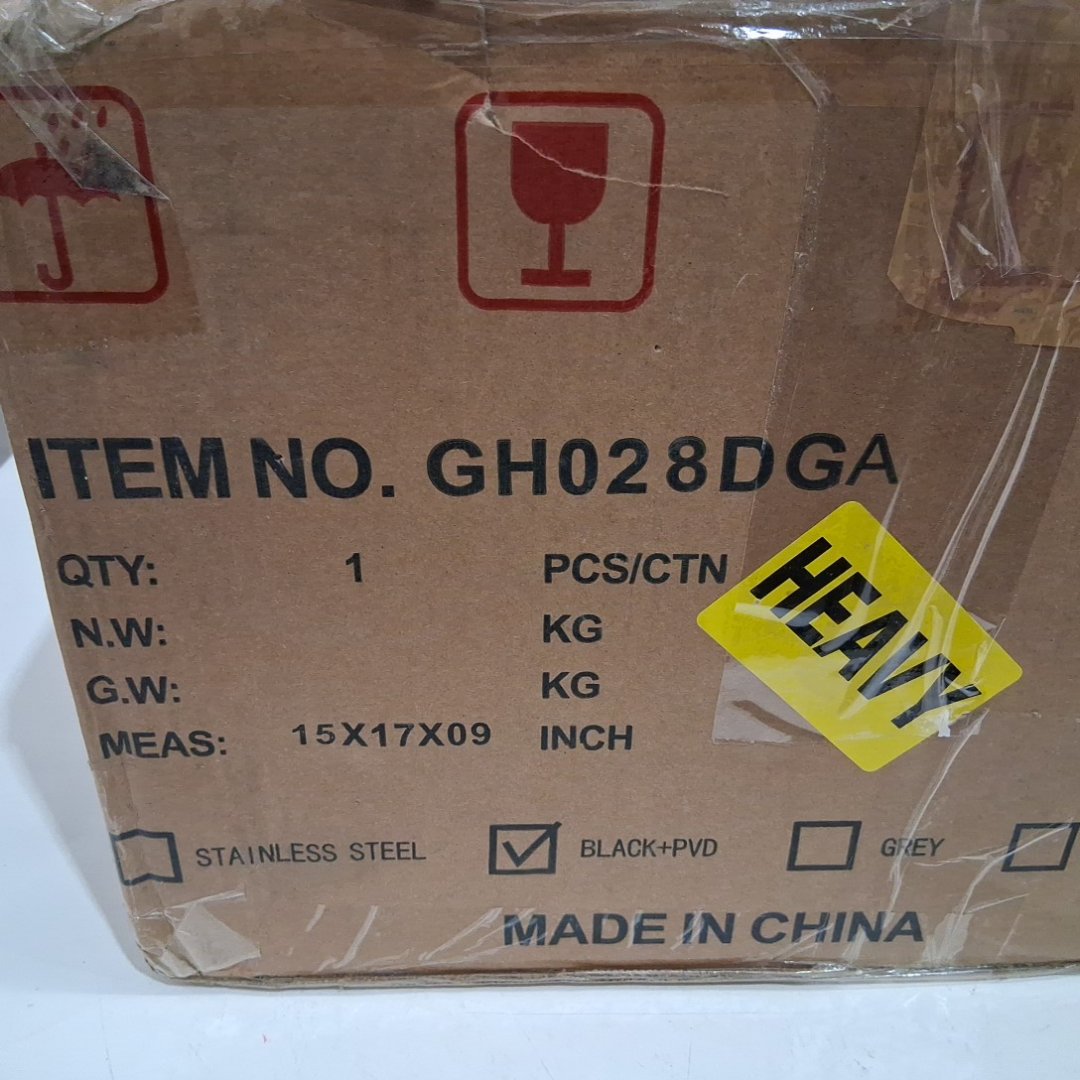 ITEM NO. GH028DGA
QTY: 1 PCS/CTN
N.W: KG
G.W: KG
MEAS: 15X17X09 INCH
HEAVY
STAINLESS STEEL BLACK+PVD GREY
MADE IN CHINA